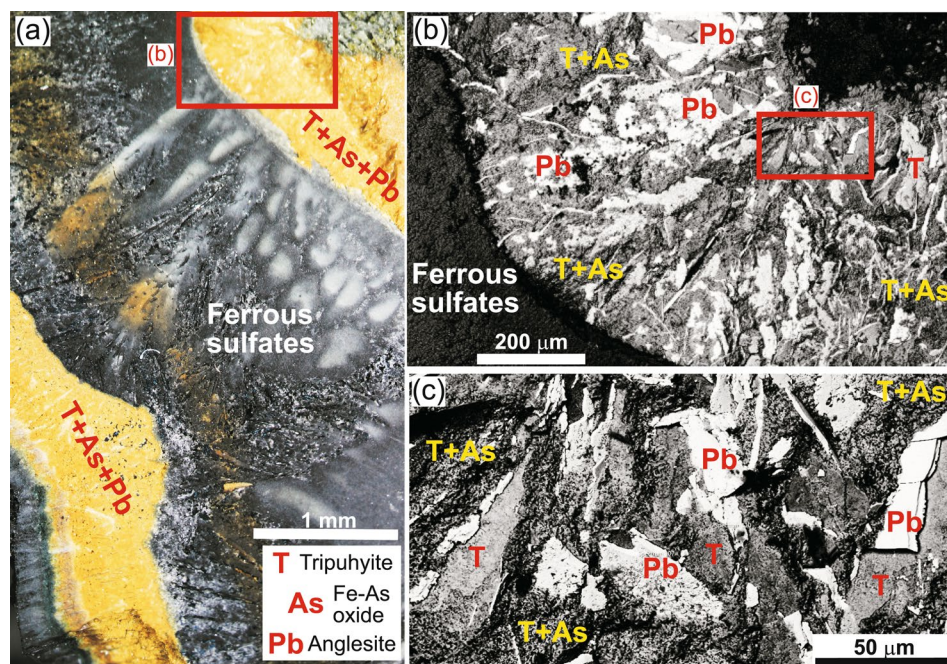 (a)
(b)
T+As+Pb
Ferrous
sulfates
T+As+Pb
1 mm
T Tripuhyite
As Fe-As
oxide
Pb Anglesite
(b)
Pb
T+As
Pb
(c)
Pb
T
T+As
T+As
Ferrous
sulfates
200 µm
(c)
T+As
T+As
Pb
Pb
T
Pb
T
T
T+As
50 µm